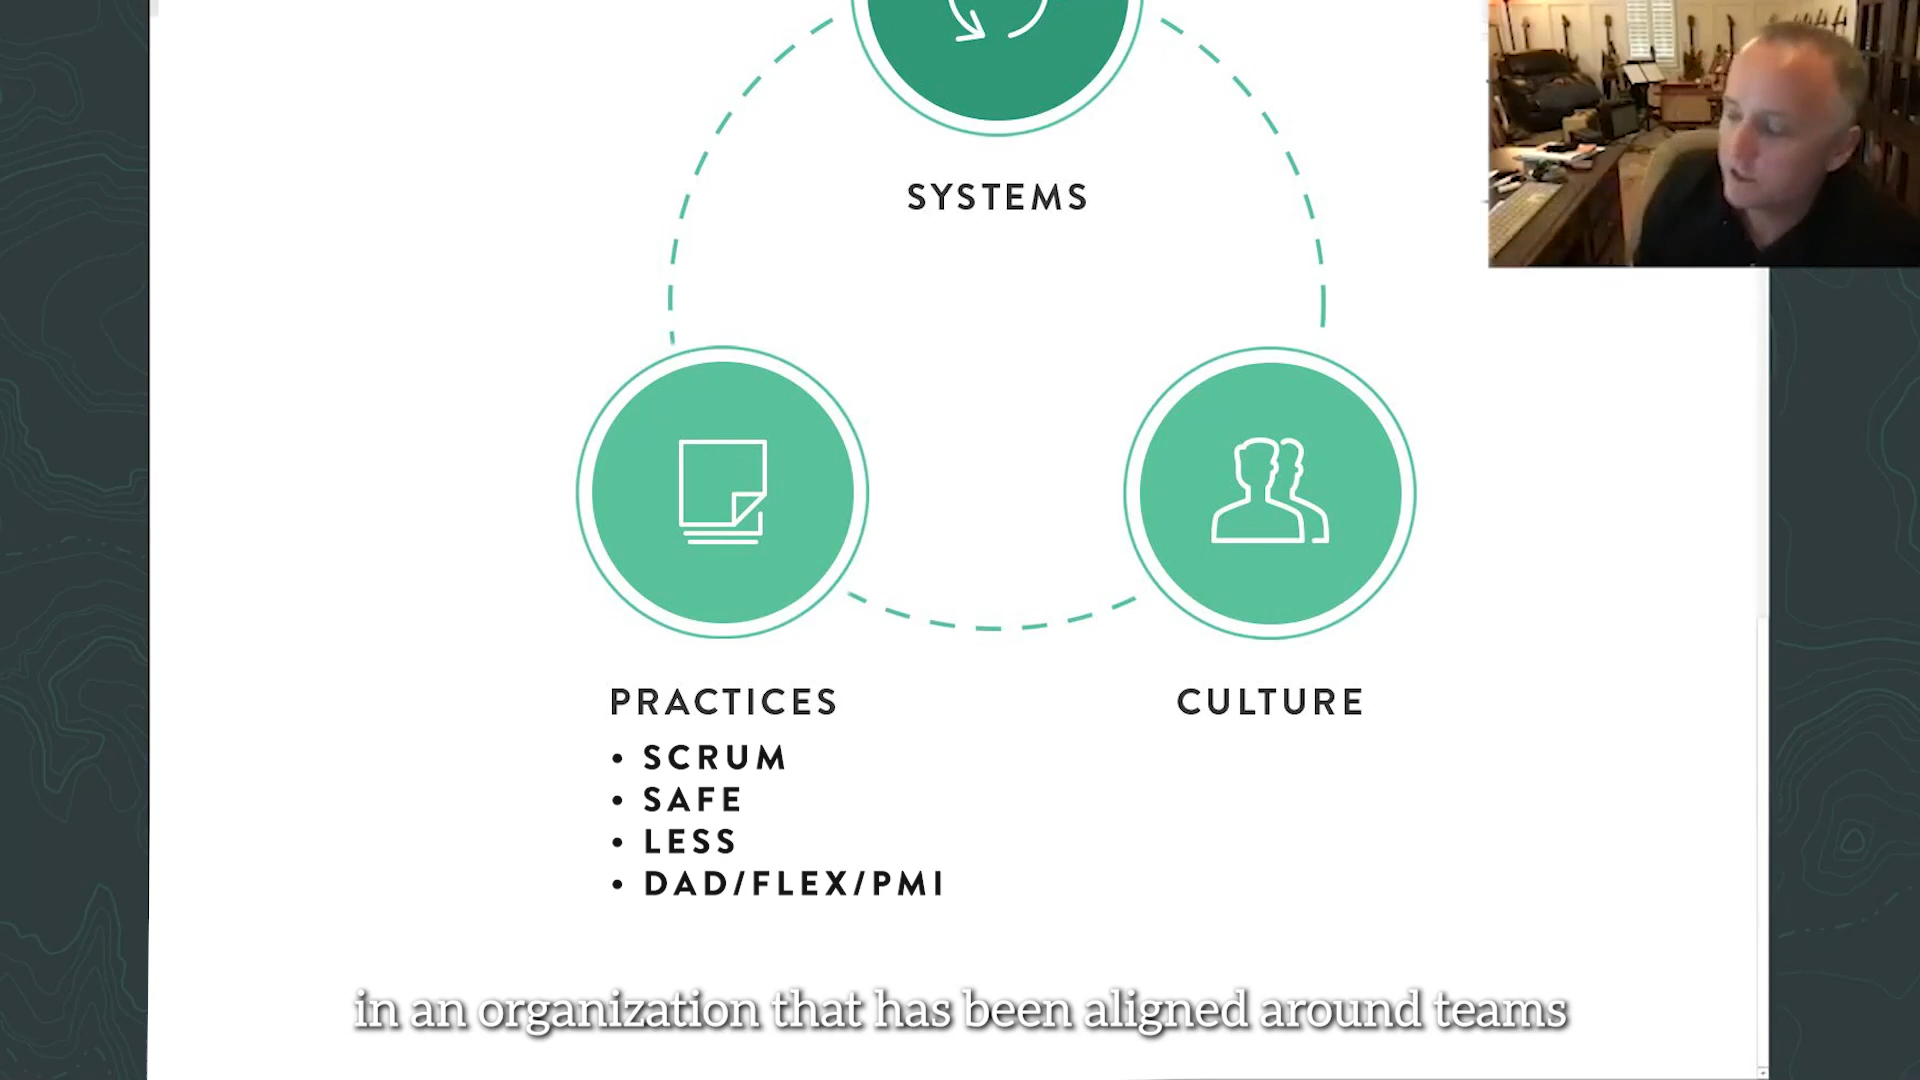 SYSTEMS
PRACTICES
• SCRUM
• SAFE
• LESS
• DAD/FLEX/PMI
CULTURE
in an organization that has been aligned around teams